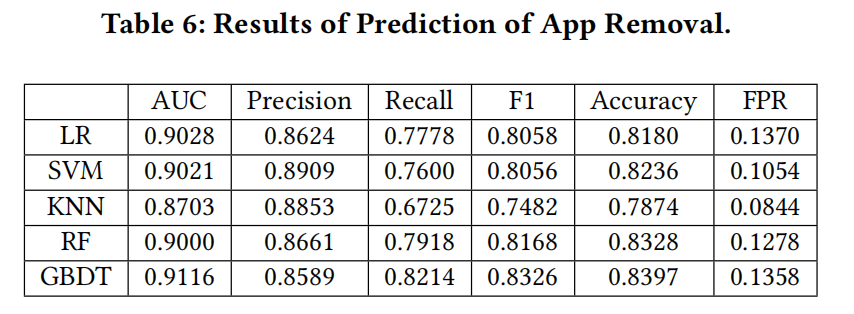 Table 6: Results of Prediction of App Removal.
AUC Precision Recall F1 Accuracy FPR
LR 0.9028 0.8624 0.7778 0.8058 0.8180 0.1370
SVM 0.9021 0.8909 0.7600 0.8056 0.8236 0.1054
KNN 0.8703 0.8853 0.6725 0.7482 0.7874 0.0844
RF 0.9000 0.8661 0.7918 0.8168 0.8328 0.1278
GBDT 0.9116 0.8589 0.8214 0.8326 0.8397 0.1358